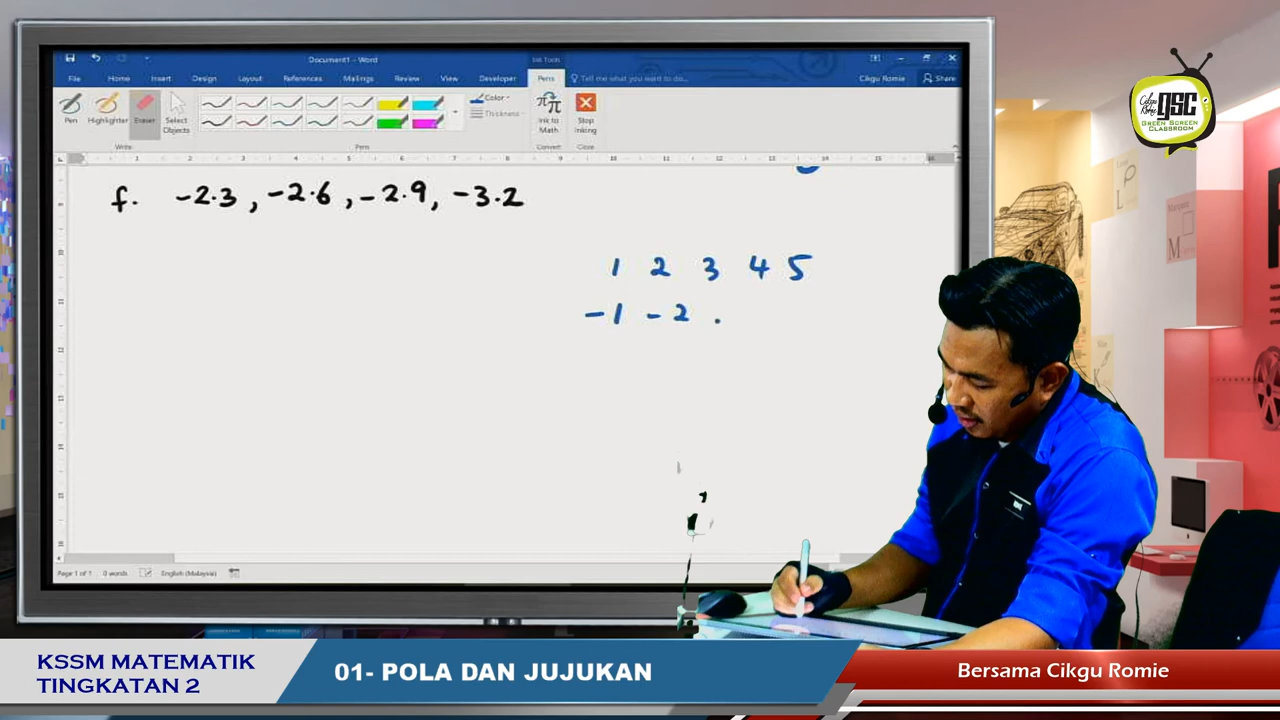 Document1 - Word
Ink Tools
File Home Insert Design Layout References Mailings Review View Developer Pens Tell me what you want to do... Cikgu Romie Share
Pen Highlighter Eraser Select Objects
Color
Thickness
Ink to Math
Stop Inking
Write Pens Convert Close
f. -2.3, -2.6, -2.9, -3.2
1 2 3 4 5
-1 -2 .
Page 1 of 1 0 words English (Malaysia)
Cikgu Romie GSC
GREEN SCREEN CLASSROOM
L
M
KSSM MATEMATIK
TINGKATAN 2
01- POLA DAN JUJUKAN
Bersama Cikgu Romie